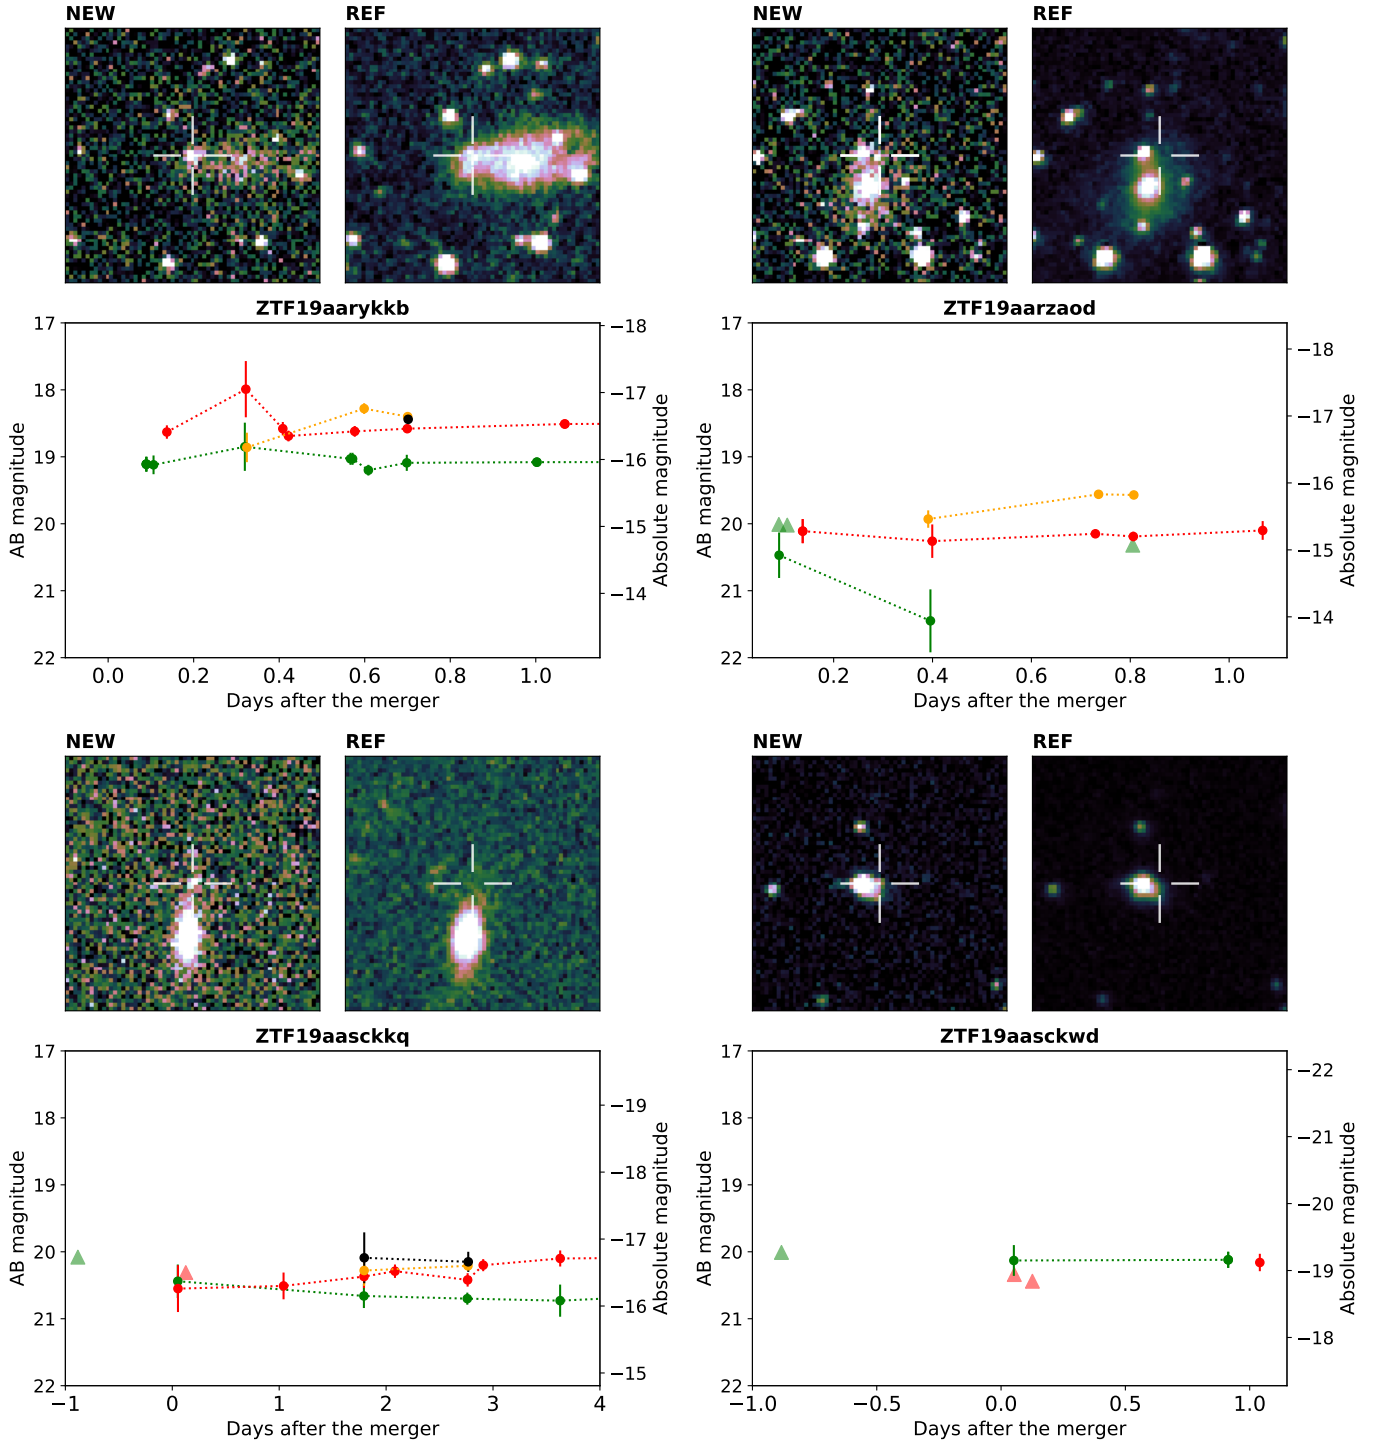 NEW REF NEW REF
ZTF19aarykkb ZTF19aarzaod
17 18 19 20 21 22
AB magnitude
−18 −17 −16 −15 −14
Absolute magnitude
0.0 0.2 0.4 0.6 0.8 1.0
Days after the merger
17 18 19 20 21 22
AB magnitude
−18 −17 −16 −15 −14
Absolute magnitude
0.2 0.4 0.6 0.8 1.0
Days after the merger
NEW REF NEW REF
ZTF19aasckkq ZTF19aasckwd
17 18 19 20 21 22
AB magnitude
−19 −18 −17 −16 −15
Absolute magnitude
−1 0 1 2 3 4
Days after the merger
17 18 19 20 21 22
AB magnitude
−22 −21 −20 −19 −18
Absolute magnitude
−1.0 −0.5 0.0 0.5 1.0
Days after the merger